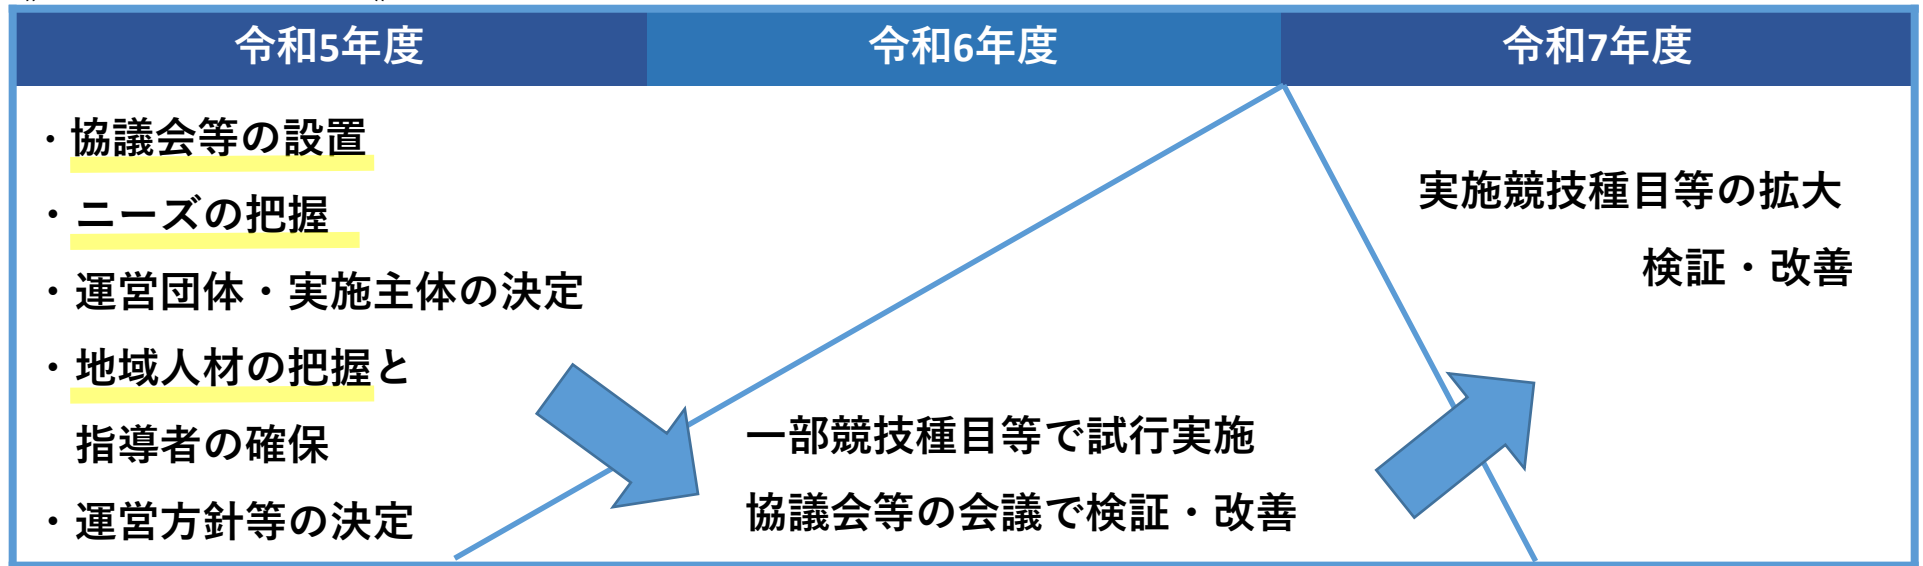 令和5年度
令和6年度
令和7年度
・協議会等の設置
・ニーズの把握
・運営団体・実施主体の決定
・地域人材の把握と
指導者の確保
・運営方針等の決定
一部競技種目等で試行実施
協議会等の会議で検証・改善
実施競技種目等の拡大
検証・改善